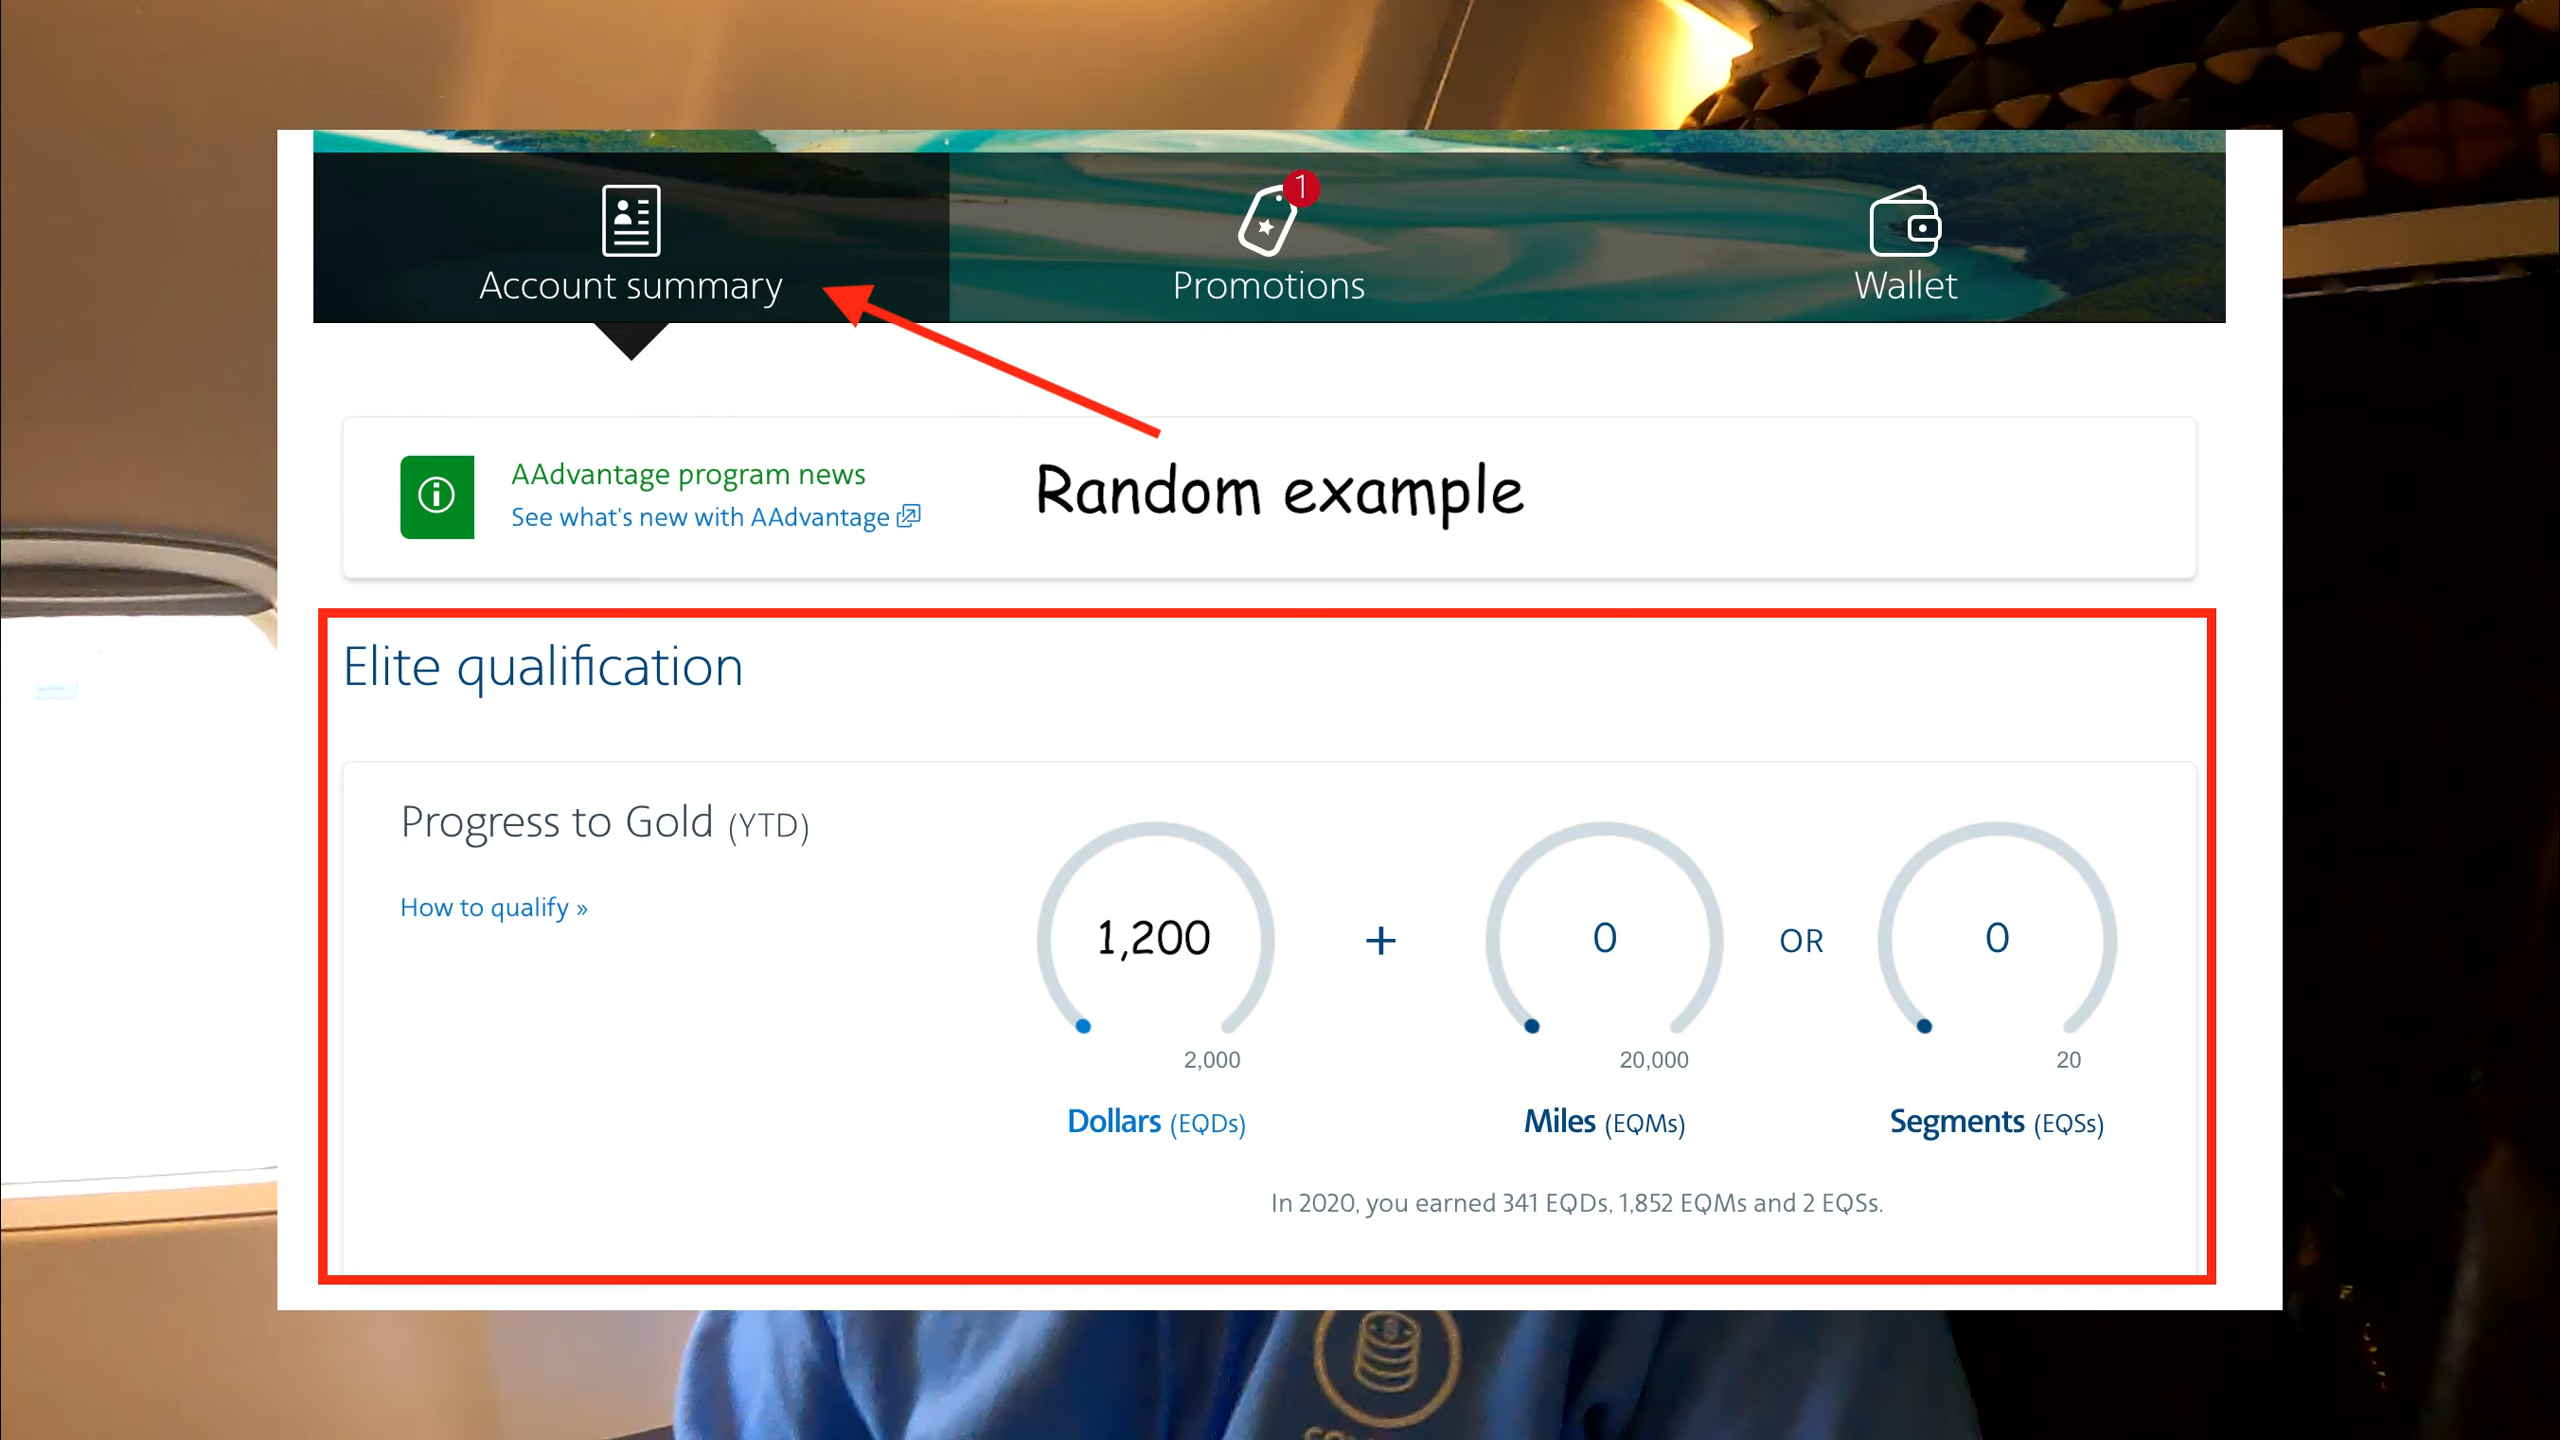 1
Account summary
Promotions
Wallet
AAdvantage program news
See what's new with AAdvantage
Random example
Elite qualification
Progress to Gold (YTD)
How to qualify »
1,200
+
0
OR
0
2,000
20,000
20
Dollars (EQDs)
Miles (EQMs)
Segments (EQSs)
In 2020, you earned 341 EQDs, 1,852 EQMs and 2 EQSs.